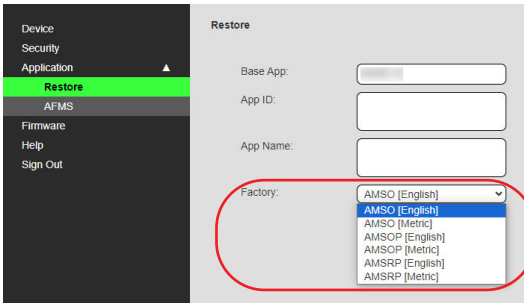 Device
Security
Application ▲
Restore
AFMS
Firmware
Help
Sign Out
Restore
Base App:
App ID:
App Name:
Factory:
AMSO [English]
AMSO [English]
AMSO [Metric]
AMSOP [English]
AMSOP [Metric]
AMSRP [English]
AMSRP [Metric]